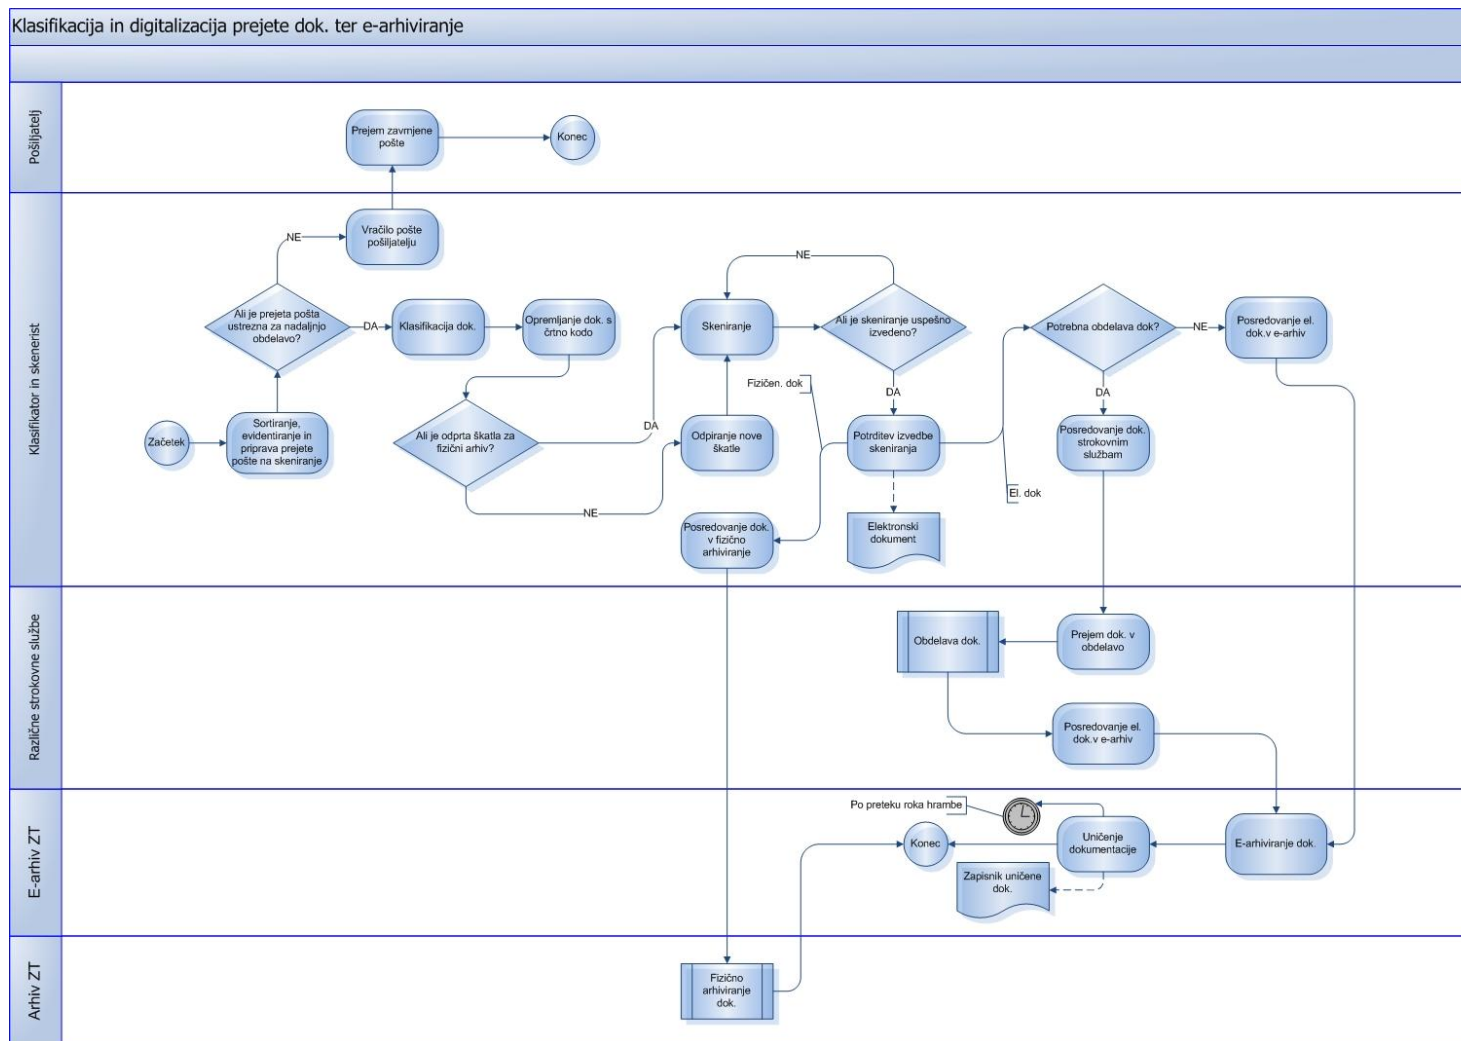 Klasifikacija in digitalizacija prejete dok. ter e-arhiviranje
Pošiljatelj
Prejem zavrnjene
pošte
Konec
Klasifikator in skenerist
Vračilo pošte
pošiljatelju
NE
Ali je prejeta pošta
ustrezna za nadaljnjo
obdelavo?
DA
Klasifikacija dok.
Opremljanje dok. s
črtno kodo
Skeniranje
NE
Ali je skeniranje uspešno
izvedeno?
Potrebna obdelava dok?
NE
Posredovanje el.
dok.v e-arhiv
Začetek
Sortiranje,
evidentiranje in
priprava prejete
pošte na skeniranje
Ali je odprta škatla za
fizični arhiv?
DA
NE
Odpiranje nove
škatle
Fizičen. dok
DA
Potrditev izvedbe
skeniranja
DA
Posredovanje dok.
strokovnim
službam
El. dok
Posredovanje dok.
v fizično
arhiviranje
Elektronski
dokument
Različne strokovne službe
Obdelava dok.
Prejem dok. v
obdelavo
Posredovanje el.
dok.v e-arhiv
E-arhiv ZT
Po preteku roka hrambe
Konec
Uničenje
dokumentacije
E-arhiviranje dok.
Zapisnik uničene
dok.
Arhiv ZT
Fizično
arhiviranje
dok.